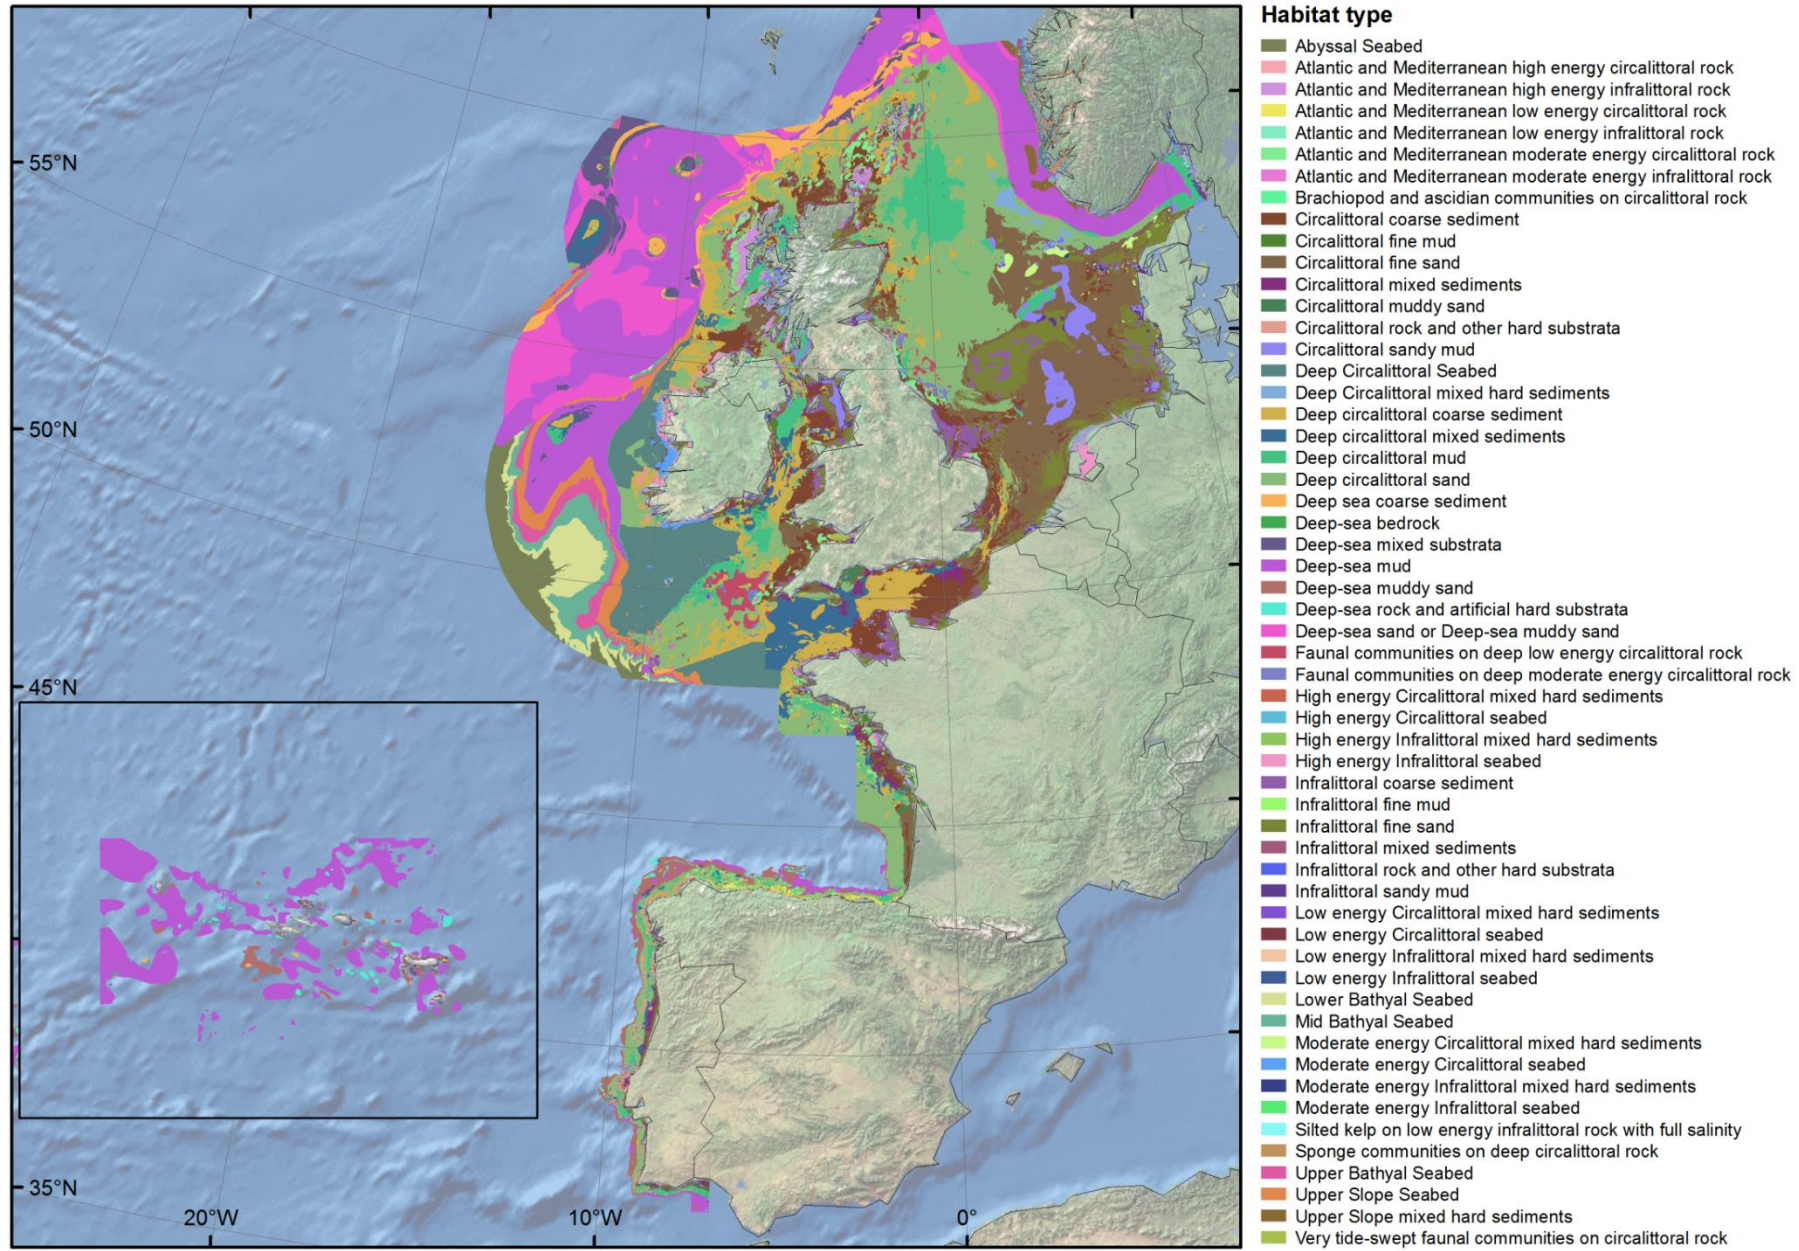 Habitat type
Abyssal Seabed
Atlantic and Mediterranean high energy circalittoral rock
Atlantic and Mediterranean high energy infralittoral rock
Atlantic and Mediterranean low energy circalittoral rock
Atlantic and Mediterranean low energy infralittoral rock
Atlantic and Mediterranean moderate energy circalittoral rock
Atlantic and Mediterranean moderate energy infralittoral rock
Brachiopod and ascidian communities on circalittoral rock
Circalittoral coarse sediment
Circalittoral fine mud
Circalittoral fine sand
Circalittoral mixed sediments
Circalittoral muddy sand
Circalittoral rock and other hard substrata
Circalittoral sandy mud
Deep Circalittoral Seabed
Deep Circalittoral mixed hard sediments
Deep circalittoral coarse sediment
Deep circalittoral mixed sediments
Deep circalittoral mud
Deep circalittoral sand
Deep sea coarse sediment
Deep-sea bedrock
Deep-sea mixed substrata
Deep-sea mud
Deep-sea muddy sand
Deep-sea rock and artificial hard substrata
Deep-sea sand or Deep-sea muddy sand
Faunal communities on deep low energy circalittoral rock
Faunal communities on deep moderate energy circalittoral rock
High energy Circalittoral mixed hard sediments
High energy Circalittoral seabed
High energy Infralittoral mixed hard sediments
High energy Infralittoral seabed
Infralittoral coarse sediment
Infralittoral fine mud
Infralittoral fine sand
Infralittoral mixed sediments
Infralittoral rock and other hard substrata
Infralittoral sandy mud
Low energy Circalittoral mixed hard sediments
Low energy Circalittoral seabed
Low energy Infralittoral mixed hard sediments
Low energy Infralittoral seabed
Lower Bathyal Seabed
Mid Bathyal Seabed
Moderate energy Circalittoral mixed hard sediments
Moderate energy Circalittoral seabed
Moderate energy Infralittoral mixed hard sediments
Moderate energy Infralittoral seabed
Silted kelp on low energy infralittoral rock with full salinity
Sponge communities on deep circalittoral rock
Upper Bathyal Seabed
Upper Slope Seabed
Upper Slope mixed hard sediments
Very tide-swept faunal communities on circalittoral rock
55°N
50°N
45°N
35°N
20°W
10°W
0°